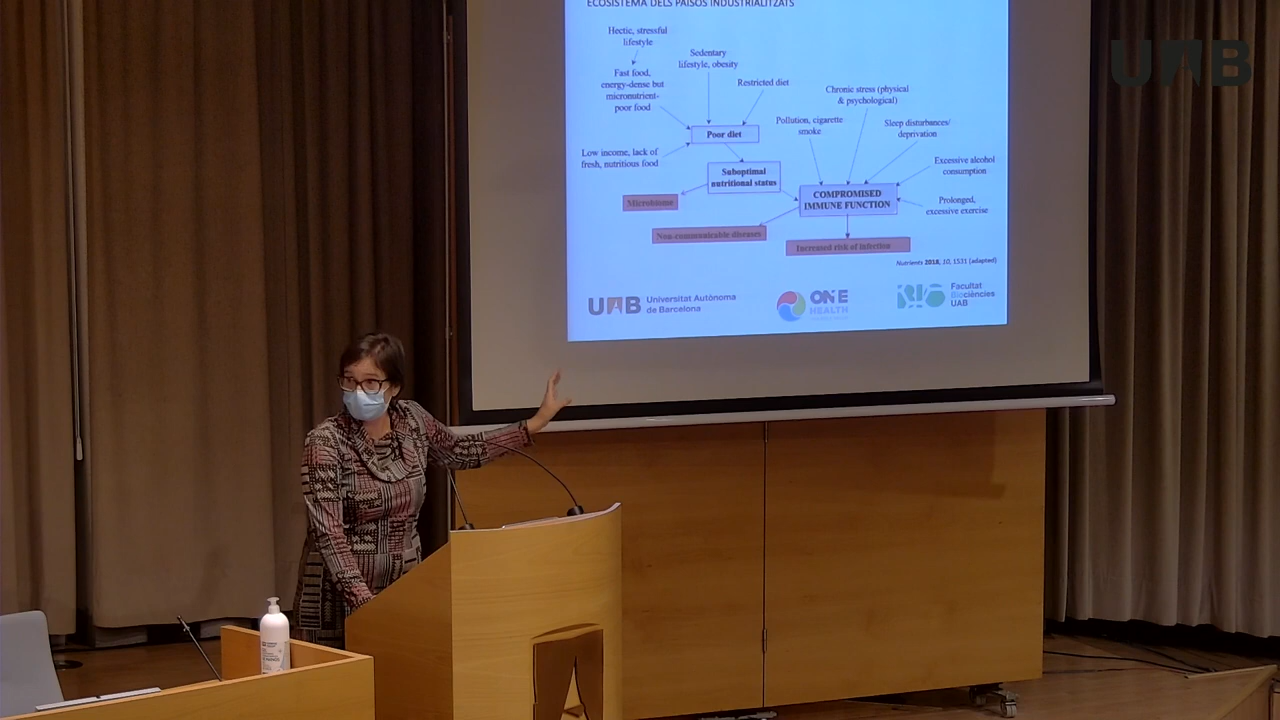 ECOSISTEMA DELS PAÏSOS INDUSTRIALITZATS
Hectic, stressful
lifestyle
Sedentary
lifestyle, obesity
Fast food,
energy-dense but
micronutrient-
poor food
Restricted diet
Chronic stress (physical
& psychological)
Pollution, cigarette
smoke
Sleep disturbances/
deprivation
Poor diet
Low income, lack of
fresh, nutritious food
Suboptimal
nutritional status
Excessive alcohol
consumption
Microbiome
COMPROMISED
IMMUNE FUNCTION
Prolonged,
excessive exercise
Non-communicable diseases
Increased risk of infection
Nutrients 2018, 10, 1531 (adapted)
UAB
Universitat Autònoma
de Barcelona
ONE
HEALTH
BIO
Facultat
Biociències
UAB
UAB